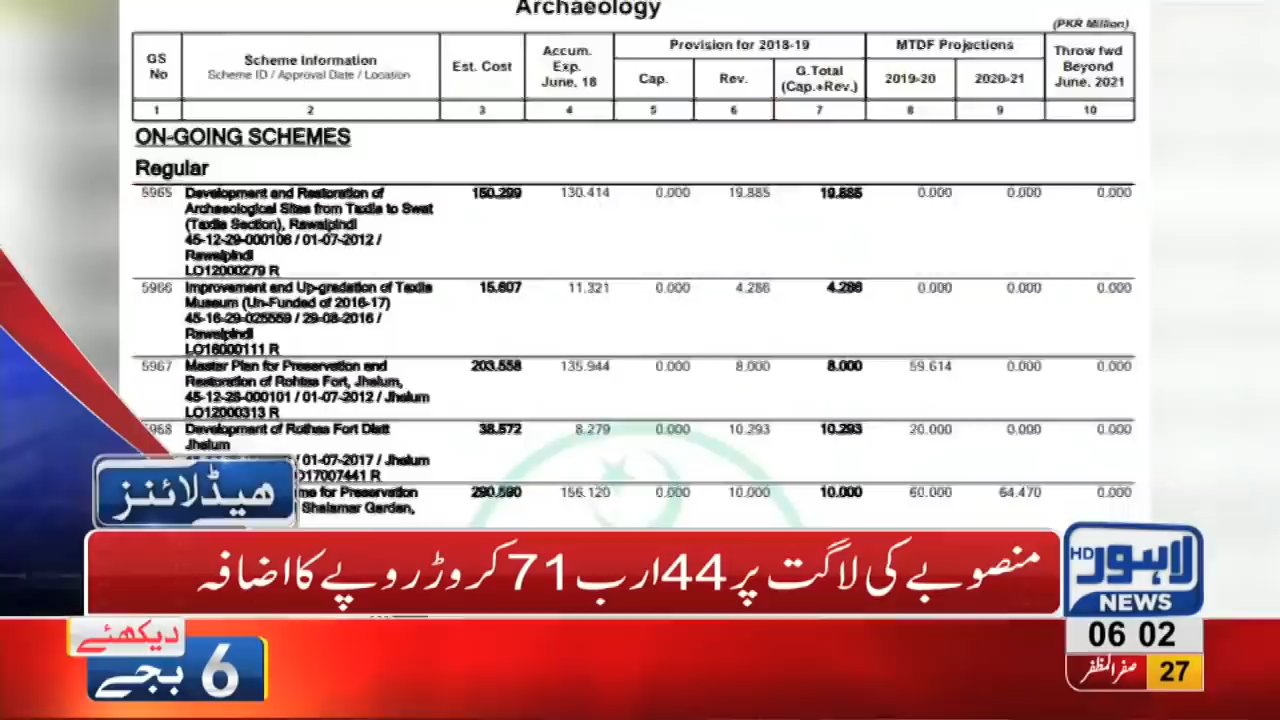 Archaeology
(PKR Million)
GS No
Scheme Information
Scheme ID / Approval Date / Location
Est. Cost
Accum. Exp. June, 18
Provision for 2018-19
Cap.
Rev.
G.Total (Cap.+Rev.)
MTDF Projections
2019-20
2020-21
Throw fwd Beyond June, 2021
1 2 3 4 5 6 7 8 9 10
ON-GOING SCHEMES
Regular
5965 Development and Restoration of 150.299 130.414 0.000 19.885 19.885 0.000 0.000 0.000
Archaeological Sites from Taxila to Swat
(Taxila Section), Rawalpindi
45-12-29-000106 / 01-07-2012 /
Rawalpindi
LO12000279 R
5966 Improvement and Up-gradation of Taxila 15.607 11.321 0.000 4.286 4.286 0.000 0.000 0.000
Museum (Un-Funded of 2016-17)
45-16-29-025559 / 29-08-2016 /
Rawalpindi
LO16000111 R
5967 Master Plan for Preservation and 203.558 135.944 0.000 8.000 8.000 59.614 0.000 0.000
Restoration of Rohtas Fort, Jhelum,
45-12-28-000101 / 01-07-2012 / Jhelum
LO12000313 R
5968 Development of Rothas Fort Distt 38.572 8.279 0.000 10.293 10.293 20.000 0.000 0.000
Jhelum
/ 01-07-2017 / Jhelum
O17007441 R
me for Preservation 290.590 156.120 0.000 10.000 10.000 60.000 64.470 0.000
Shalamar Garden,
ھیڈلائنز
منصوبے کی لاگت پر 44 ارب 71 کروڑ روپے کا اضافہ
لاہور HD
NEWS
06 02
27 صفر المظفر
دیکھئے
6 بجے